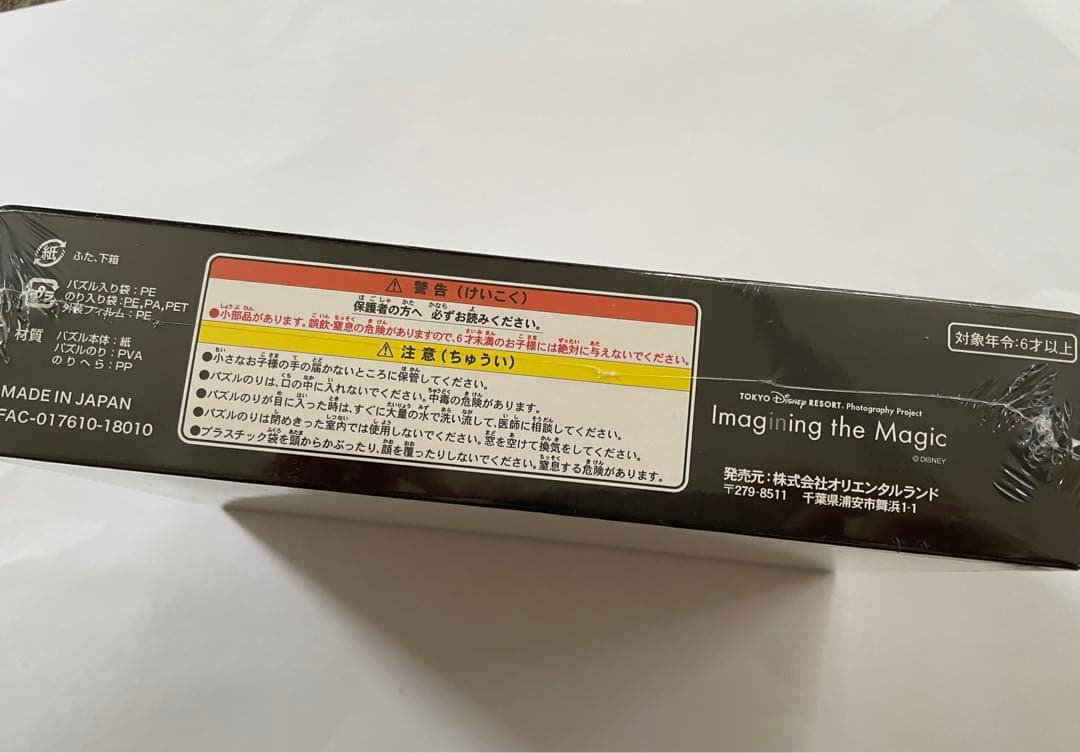 紙 ふた、下箱
プラ パズル入り袋：PE
のり入り袋：PE,PA,PET
外装フィルム：PE
材質 パズル本体：紙
パズルのり：PVA
のりへら：PP
MADE IN JAPAN
FAC-017610-18010
⚠ 警告（けいこく）
保護者の方へ 必ずお読みください。
●小部品があります。誤飲・窒息の危険がありますので、6才未満のお子様には絶対に与えないでください。
⚠ 注意（ちゅうい）
●小さなお子様の手の届かないところに保管してください。
●パズルのりは、口の中に入れないでください。中毒の危険があります。
●パズルのりが目に入った時は、すぐに大量の水で洗い流して、医師に相談してください。
●パズルのりは閉めきった室内では使用しないでください。窓を空けて換気をしてください。
●プラスチック袋を頭からかぶったり、顔を覆ったりしないでください。窒息する危険があります。
対象年令：6才以上
TOKYO Disney RESORT® Photography Project
Imagining the Magic
©DISNEY
発売元：株式会社オリエンタルランド
〒279-8511 千葉県浦安市舞浜1-1